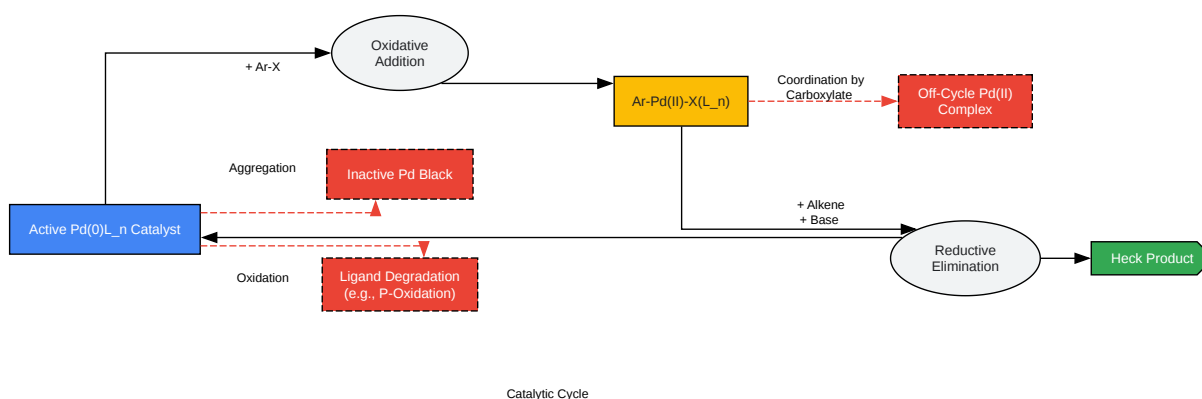 Oxidative
Addition
+ Ar-X
Ar-Pd(II)-X(L_n)
Coordination by
Carboxylate
Off-Cycle Pd(II)
Complex
Aggregation
Inactive Pd Black
Active Pd(0)L_n Catalyst
+ Alkene
+ Base
Reductive
Elimination
Heck Product
Oxidation
Ligand Degradation
(e.g., P-Oxidation)
Catalytic Cycle